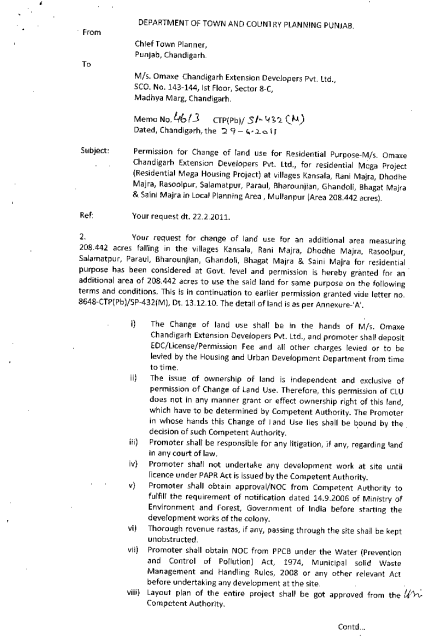 DEPARTMENT OF TOWN AND COUNTRY PLANNING PUNJAB.
From
Chief Town Planner,
Punjab, Chandigarh.
To
M/s. Omaxe Chandigarh Extension Developers Pvt. Ltd.,
SCO. No. 143-144, Ist Floor, Sector 8-C,
Madhya Marg, Chandigarh.
Memo No. 4613 CTP(Pb)/ SP-432 (M)
Dated, Chandigarh, the 29-6-2011
Subject: Permission for Change of land use for Residential Purpose-M/s. Omaxe
Chandigarh Extension Developers Pvt. Ltd., for residential Mega Project
(Residential Mega Housing Project) at villages Kansala, Rani Majra, Dhodhe
Majra, Rasoolpur, Salamatpur, Paraul, Bharounjian, Ghandoli, Bhagat Majra
& Saini Majra in Local Planning Area , Mullanpur (Area 208.442 acres).
Ref: Your request dt. 22.2.2011.
2. Your request for change of land use for an additional area measuring
208.442 acres falling in the villages Kansala, Rani Majra, Dhodhe Majra, Rasoolpur,
Salamatpur, Paraul, Bharounjian, Ghandoli, Bhagat Majra & Saini Majra for residential
purpose has been considered at Govt. level and permission is hereby granted for an
additional area of 208.442 acres to use the said land for same purpose on the following
terms and conditions. This is in continuation to earlier permission granted vide letter no.
8648-CTP(Pb)/SP-432(M), Dt. 13.12.10. The detail of land is as per Annexure-'A'.
i) The Change of land use shall be in the hands of M/s. Omaxe
Chandigarh Extension Developers Pvt. Ltd., and promoter shall deposit
EDC/License/Permission Fee and all other charges levied or to be
levied by the Housing and Urban Development Department from time
to time.
ii) The issue of ownership of land is independent and exclusive of
permission of Change of Land Use. Therefore, this permission of CLU
does not in any manner grant or effect ownership right of this land,
which have to be determined by Competent Authority. The Promoter
in whose hands this Change of Land Use lies shall be bound by the
decision of such Competent Authority.
iii) Promoter shall be responsible for any litigation, if any, regarding land
in any court of law.
iv) Promoter shall not undertake any development work at site until
licence under PAPR Act is issued by the Competent Authority.
v) Promoter shall obtain approval/NOC from Competent Authority to
fulfill the requirement of notification dated 14.9.2006 of Ministry of
Environment and Forest, Government of India before starting the
development works of the colony.
vi) Thorough revenue rastas, if any, passing through the site shall be kept
unobstructed.
vii) Promoter shall obtain NOC from PPCB under the Water (Prevention
and Control of Pollution) Act, 1974, Municipal solid Waste
Management and Handling Rules, 2008 or any other relevant Act
before undertaking any development at the site.
viii) Layout plan of the entire project shall be got approved from the
Competent Authority.
Contd...